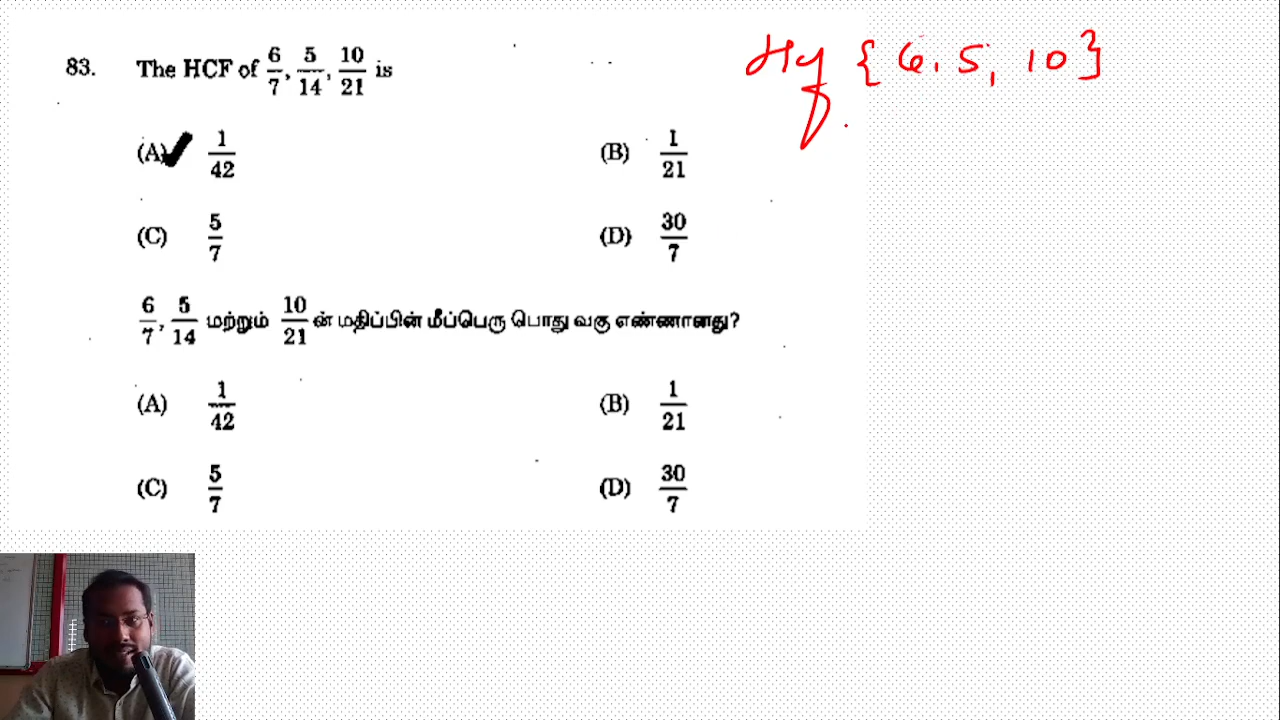 83. The HCF of 6/7, 5/14, 10/21 is
(A) 1/42 (B) 1/21
(C) 5/7 (D) 30/7
6/7, 5/14 மற்றும் 10/21 ன் மதிப்பின் மீப்பெரு பொது வகு எண்ணானது?
(A) 1/42 (B) 1/21
(C) 5/7 (D) 30/7
Hcf {6, 5, 10}